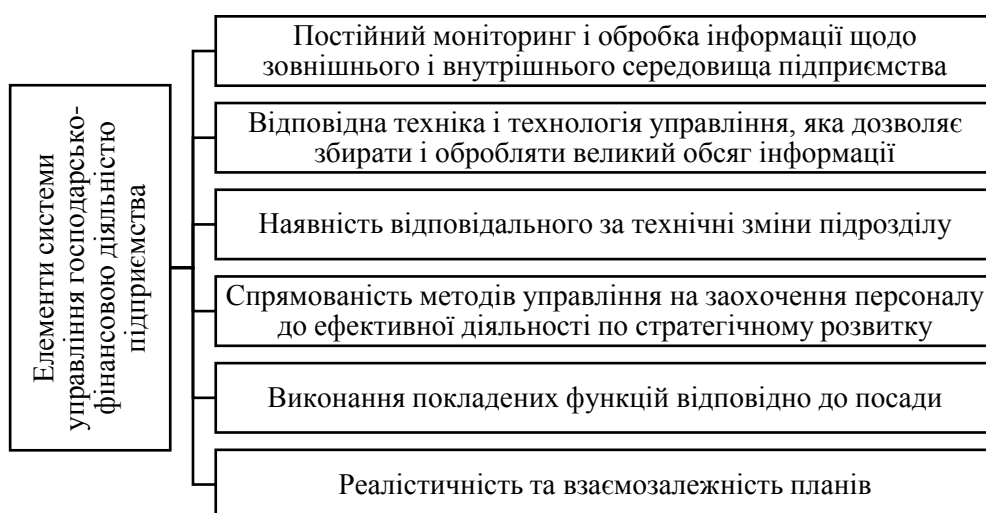 Елементи системи
управління господарсько-
фінансовою діяльністю
підприємства
Постійний моніторинг і обробка інформації щодо
зовнішнього і внутрішнього середовища підприємства
Відповідна техніка і технологія управління, яка дозволяє
збирати і обробляти великий обсяг інформації
Наявність відповідального за технічні зміни підрозділу
Спрямованість методів управління на заохочення персоналу
до ефективної діяльності по стратегічному розвитку
Виконання покладених функцій відповідно до посади
Реалістичність та взаємозалежність планів